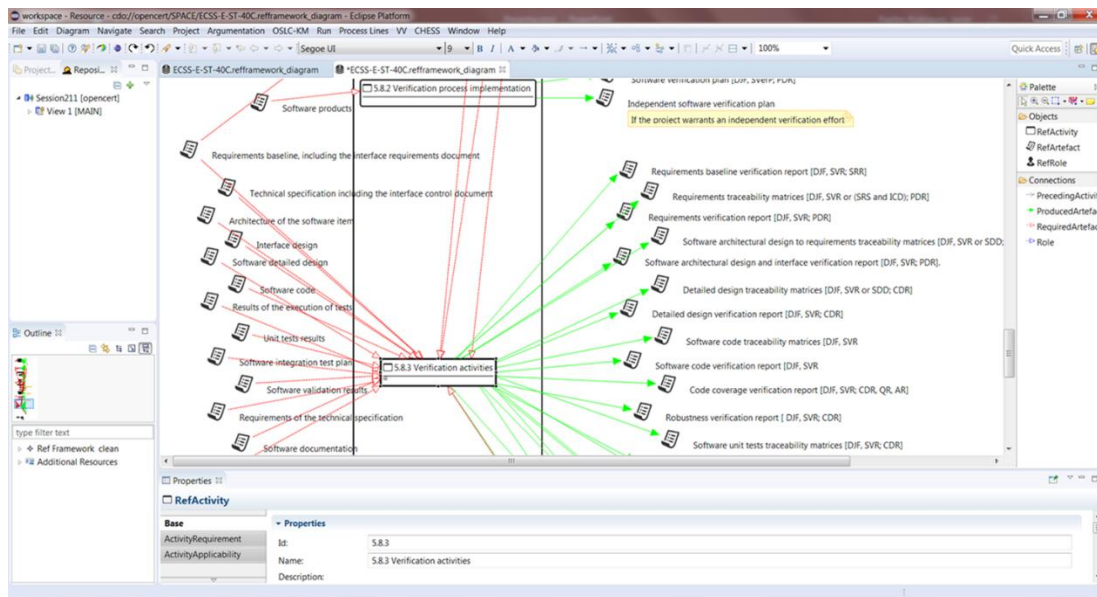 workspace - Resource - cdo://opencert/SPACE/ECSS-E-ST-40C.refframework_diagram - Eclipse Platform
File Edit Diagram Navigate Search Project Argumentation OSLC-KM Run Process Lines VV CHESS Window Help
Segoe UI 9 B I A 100% Quick Access
Project... Reposi...
ECSS-E-ST-40C.refframework_diagram *ECSS-E-ST-40C.refframework_diagram
Session211 [opencert]
View 1 [MAIN]
Software verification plan [DJF, SVerP; PDR]
5.8.2 Verification process implementation
Software products
Independent software verification plan
If the project warrants an independent verification effort
Requirements baseline, including the interface requirements document
Requirements baseline verification report [DJF, SVR; SRR]
Technical specification including the interface control document
Requirements traceability matrices [DJF, SVR or (SRS and ICD); PDR]
Architecture of the software item
Requirements verification report [DJF, SVR; PDR]
Interface design
Software architectural design to requirements traceability matrices [DJF, SVR or SDD;
Software detailed design
Software architectural design and interface verification report [DJF, SVR; PDR].
Software code
Detailed design traceability matrices [DJF, SVR or SDD; CDR]
Results of the execution of tests
Detailed design verification report [DJF, SVR; CDR]
Unit tests results
Software code traceability matrices [DJF, SVR
Software integration test plan
Software code verification report [DJF, SVR
5.8.3 Verification activities
Software validation results
Code coverage verification report [DJF, SVR; CDR, QR, AR]
Requirements of the technical specification
Robustness verification report [ DJF, SVR; CDR]
Software documentation
Software unit tests traceability matrices [DJF, SVR; CDR]
Palette
Objects
RefActivity
RefArtefact
RefRole
Connections
PrecedingActivi
ProducedArtefa
RequiredArtefac
Role
Outline
type filter text
Ref Framework clean
Additional Resources
Properties
RefActivity
Base
ActivityRequirement
ActivityApplicability
Properties
Id: 5.8.3
Name: 5.8.3 Verification activities
Description: